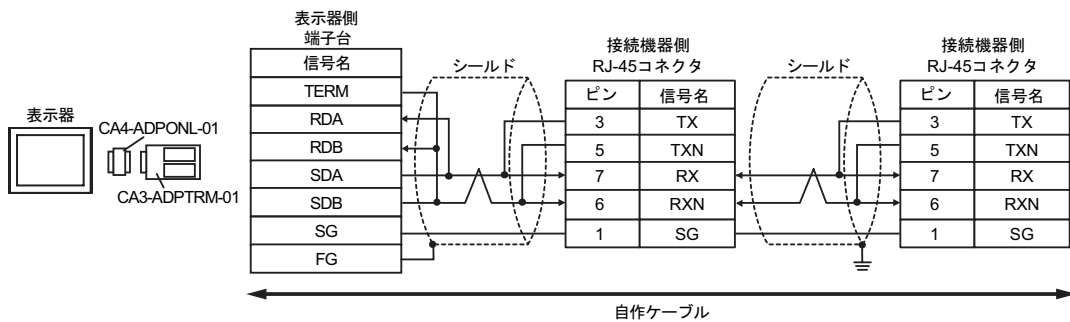 表示器
CA4-ADPONL-01
CA3-ADPTRM-01
表示器側
端子台
信号名
TERM
RDA
RDB
SDA
SDB
SG
FG
シールド
接続機器側
RJ-45コネクタ
ピン 信号名
3 TX
5 TXN
7 RX
6 RXN
1 SG
シールド
接続機器側
RJ-45コネクタ
ピン 信号名
3 TX
5 TXN
7 RX
6 RXN
1 SG
自作ケーブル